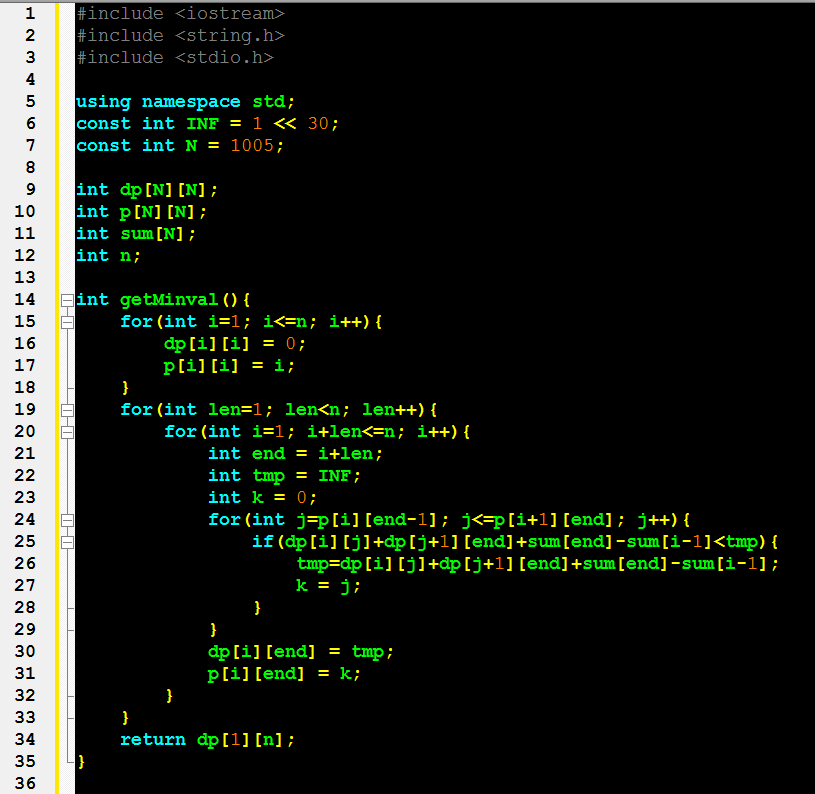 1 #include <iostream>
2 #include <string.h>
3 #include <stdio.h>
4
5 using namespace std;
6 const int INF = 1 << 30;
7 const int N = 1005;
8
9 int dp[N][N];
10 int p[N][N];
11 int sum[N];
12 int n;
13
14 int getMinval(){
15     for(int i=1; i<=n; i++){
16         dp[i][i] = 0;
17         p[i][i] = i;
18     }
19     for(int len=1; len<n; len++){
20         for(int i=1; i+len<=n; i++){
21             int end = i+len;
22             int tmp = INF;
23             int k = 0;
24             for(int j=p[i][end-1]; j<=p[i+1][end]; j++){
25                 if(dp[i][j]+dp[j+1][end]+sum[end]-sum[i-1]<tmp){
26                     tmp=dp[i][j]+dp[j+1][end]+sum[end]-sum[i-1];
27                     k = j;
28                 }
29             }
30             dp[i][end] = tmp;
31             p[i][end] = k;
32         }
33     }
34     return dp[1][n];
35 }
36